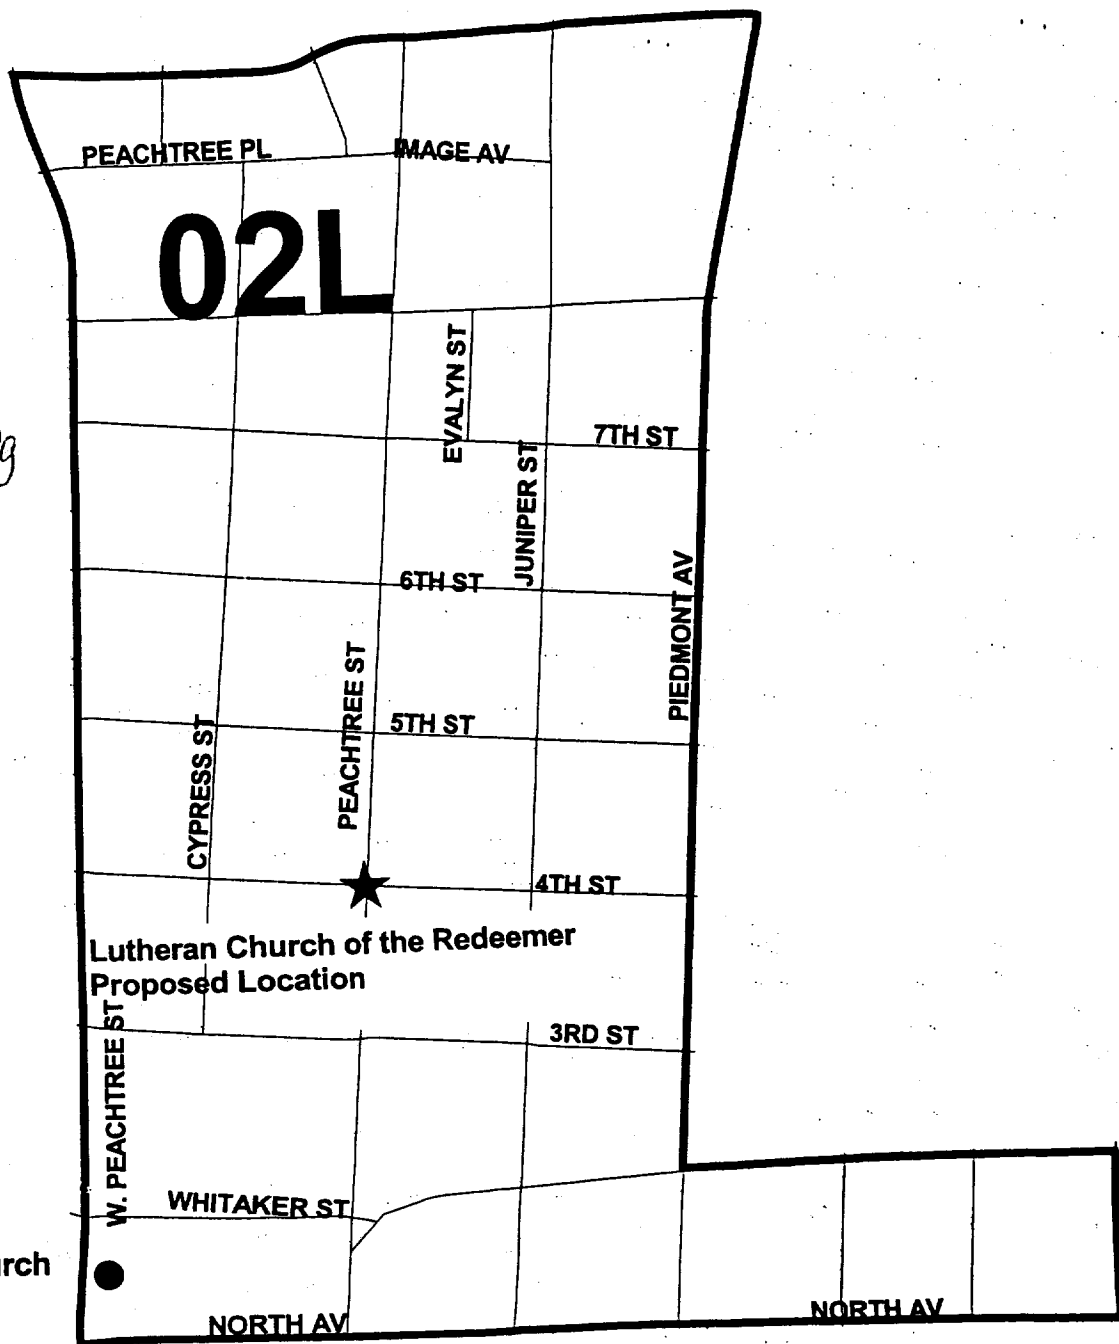 PEACHTREE PL
IMAGE AV
02L
EVALYN ST
7TH ST
JUNIPER ST
6TH ST
PIEDMONT AV
PEACHTREE ST
5TH ST
CYPRESS ST
4TH ST
Lutheran Church of the Redeemer
Proposed Location
3RD ST
W. PEACHTREE ST
WHITAKER ST
NORTH AV
NORTH AV